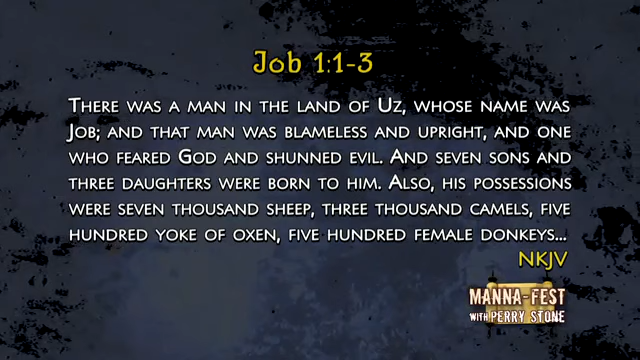 Job 1:1-3
There was a man in the land of Uz, whose name was
Job; and that man was blameless and upright, and one
who feared God and shunned evil. And seven sons and
three daughters were born to him. Also, his possessions
were seven thousand sheep, three thousand camels, five
hundred yoke of oxen, five hundred female donkeys...
NKJV
MANNA-FEST
WITH PERRY STONE